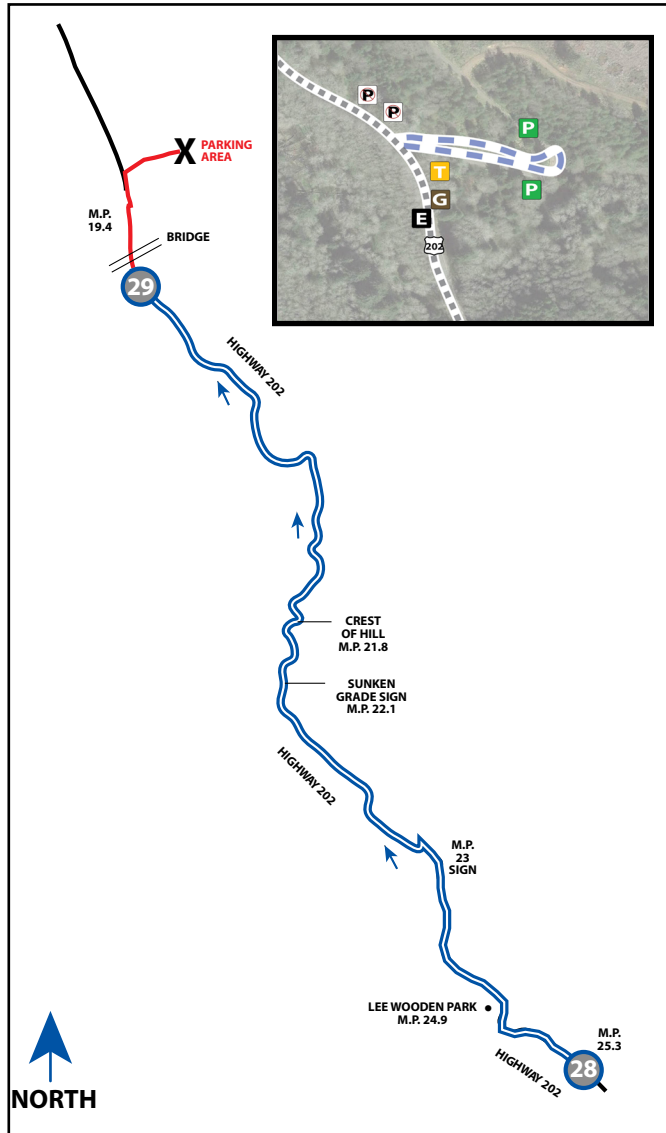 P
P
P
P
T
G
E
202
X
PARKING
AREA
M.P.
19.4
BRIDGE
29
HIGHWAY 202
CREST
OF HILL
M.P. 21.8
SUNKEN
GRADE SIGN
M.P. 22.1
HIGHWAY 202
M.P.
23
SIGN
LEE WOODEN PARK
M.P. 24.9
M.P.
25.3
HIGHWAY 202
28
NORTH